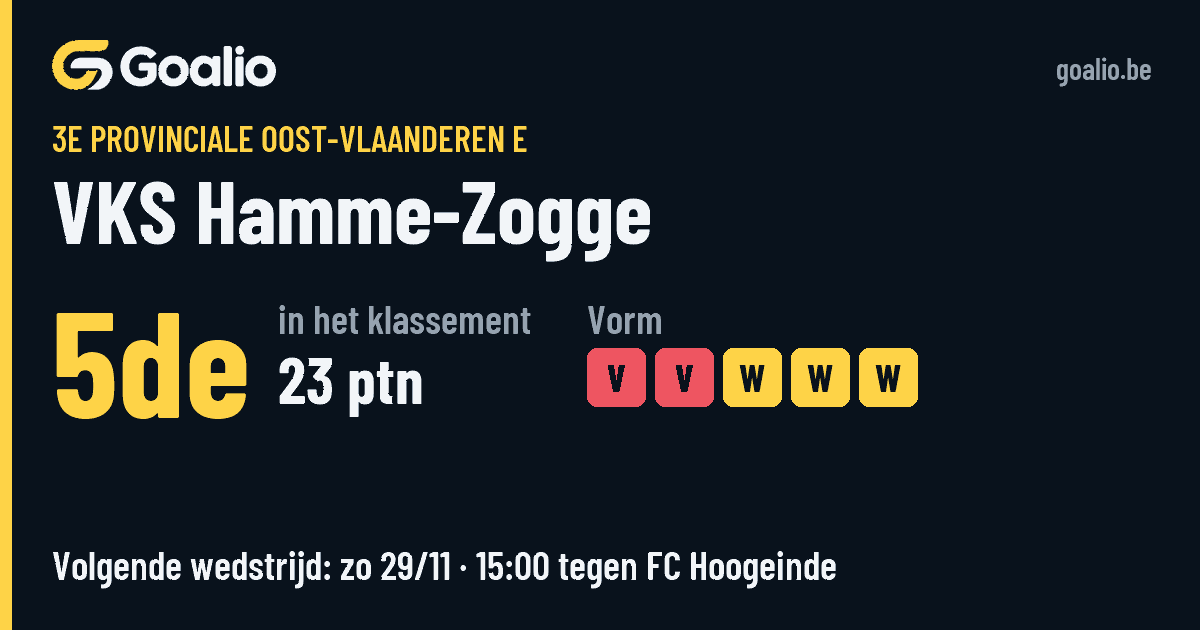 Goalio
goalio.be
3E PROVINCIALE OOST-VLAANDEREN E
VKS Hamme-Zogge
5de
in het klassement
23 ptn
Vorm
V V W W W
Volgende wedstrijd: zo 29/11 · 15:00 tegen FC Hoogeinde